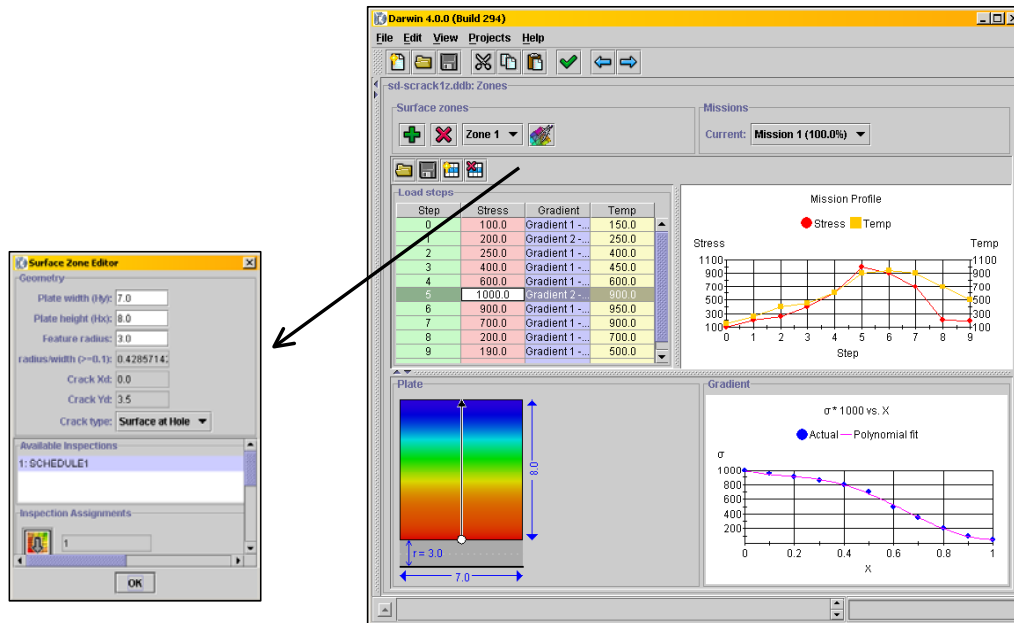 Darwin 4.0.0 (Build 294)
File Edit View Projects Help
sd-scrack1z.ddb: Zones
Surface zones
Zone 1
Missions
Current: Mission 1 (100.0%)
Load steps
Step Stress Gradient Temp
0 100.0 Gradient 1 -... 150.0
1 200.0 Gradient 2 -... 250.0
2 250.0 Gradient 1 -... 400.0
3 400.0 Gradient 1 -... 450.0
4 600.0 Gradient 1 -... 600.0
5 1000.0 Gradient 2 -... 900.0
6 900.0 Gradient 1 -... 950.0
7 700.0 Gradient 1 -... 900.0
8 200.0 Gradient 1 -... 700.0
9 190.0 Gradient 1 -... 500.0
Mission Profile
Stress Temp
Stress Temp
1100 1100
900 900
700 700
500 500
300 300
100 100
0 1 2 3 4 5 6 7 8 9
Step
Plate
8.0
r = 3.0
7.0
Gradient
σ* 1000 vs. X
Actual Polynomial fit
σ
1000
800
600
400
200
0 0.2 0.4 0.6 0.8 1
X
Surface Zone Editor
Geometry
Plate width (Hy): 7.0
Plate height (Hx): 8.0
Feature radius: 3.0
radius/width (>=0.1): 0.4285714
Crack Xd: 0.0
Crack Yd: 3.5
Crack type: Surface at Hole
Available Inspections
1: SCHEDULE1
Inspection Assignments
1
OK